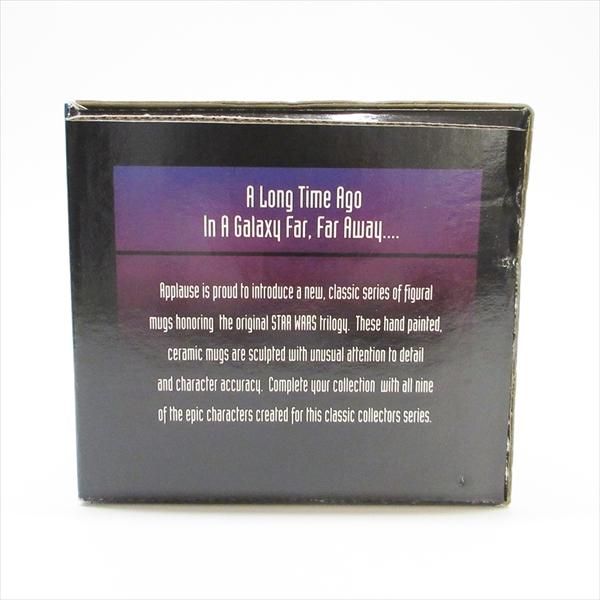 A Long Time Ago
In A Galaxy Far, Far Away....
Applause is proud to introduce a new, classic series of figural
mugs honoring the original STAR WARS trilogy. These hand painted,
ceramic mugs are sculpted with unusual attention to detail
and character accuracy. Complete your collection with all nine
of the epic characters created for this classic collectors series.